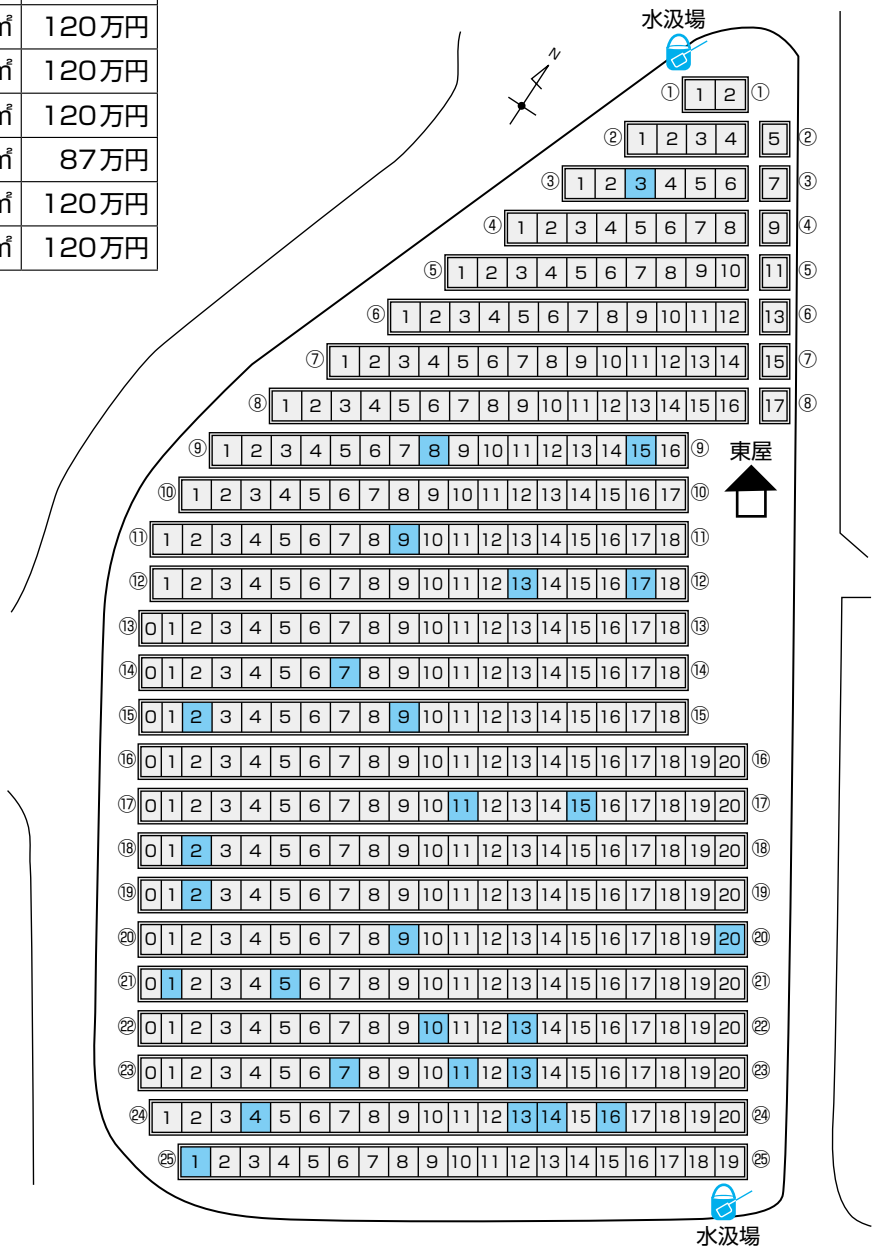 ㎡ 120万円
㎡ 120万円
㎡ 120万円
㎡ 87万円
㎡ 120万円
㎡ 120万円
水汲場
N
① 1 2 ①
② 1 2 3 4 5 ②
③ 1 2 3 4 5 6 7 ③
④ 1 2 3 4 5 6 7 8 9 ④
⑤ 1 2 3 4 5 6 7 8 9 10 11 ⑤
⑥ 1 2 3 4 5 6 7 8 9 10 11 12 13 ⑥
⑦ 1 2 3 4 5 6 7 8 9 10 11 12 13 14 15 ⑦
⑧ 1 2 3 4 5 6 7 8 9 10 11 12 13 14 15 16 17 ⑧
⑨ 1 2 3 4 5 6 7 8 9 10 11 12 13 14 15 16 ⑨
東屋
⑩ 1 2 3 4 5 6 7 8 9 10 11 12 13 14 15 16 17 ⑩
⑪ 1 2 3 4 5 6 7 8 9 10 11 12 13 14 15 16 17 18 ⑪
⑫ 1 2 3 4 5 6 7 8 9 10 11 12 13 14 15 16 17 18 ⑫
⑬ 0 1 2 3 4 5 6 7 8 9 10 11 12 13 14 15 16 17 18 ⑬
⑭ 0 1 2 3 4 5 6 7 8 9 10 11 12 13 14 15 16 17 18 ⑭
⑮ 0 1 2 3 4 5 6 7 8 9 10 11 12 13 14 15 16 17 18 ⑮
⑯ 0 1 2 3 4 5 6 7 8 9 10 11 12 13 14 15 16 17 18 19 20 ⑯
⑰ 0 1 2 3 4 5 6 7 8 9 10 11 12 13 14 15 16 17 18 19 20 ⑰
⑱ 0 1 2 3 4 5 6 7 8 9 10 11 12 13 14 15 16 17 18 19 20 ⑱
⑲ 0 1 2 3 4 5 6 7 8 9 10 11 12 13 14 15 16 17 18 19 20 ⑲
⑳ 0 1 2 3 4 5 6 7 8 9 10 11 12 13 14 15 16 17 18 19 20 ⑳
㉑ 0 1 2 3 4 5 6 7 8 9 10 11 12 13 14 15 16 17 18 19 20 ㉑
㉒ 0 1 2 3 4 5 6 7 8 9 10 11 12 13 14 15 16 17 18 19 20 ㉒
㉓ 0 1 2 3 4 5 6 7 8 9 10 11 12 13 14 15 16 17 18 19 20 ㉓
㉔ 1 2 3 4 5 6 7 8 9 10 11 12 13 14 15 16 17 18 19 20 ㉔
㉕ 1 2 3 4 5 6 7 8 9 10 11 12 13 14 15 16 17 18 19 ㉕
水汲場